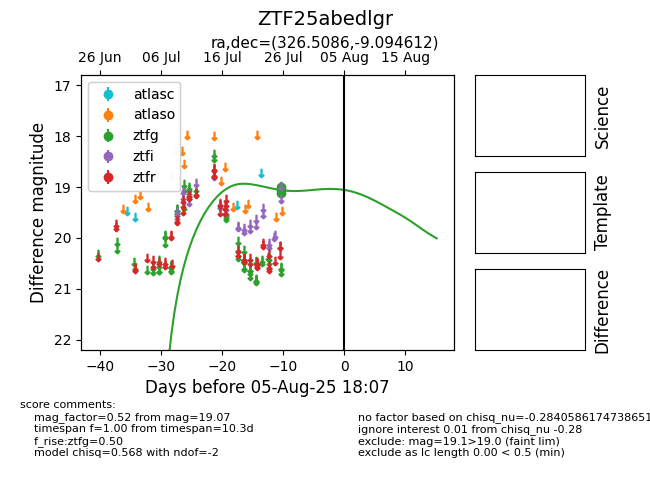 ZTF25abedlgr
ra,dec=(326.5086,-9.094612)
26 Jun 06 Jul 16 Jul 26 Jul 05 Aug 15 Aug
17
18
19
20
21
22
Difference magnitude
atlasc
atlaso
ztfg
ztfi
ztfr
−40 −30 −20 −10 0 10
Days before 05-Aug-25 18:07
Science
Template
Difference
score comments:
mag_factor=0.52 from mag=19.07
timespan f=1.00 from timespan=10.3d
f_rise:ztfg=0.50
model chisq=0.568 with ndof=-2
no factor based on chisq_nu=-0.2840586174738651
ignore interest 0.01 from chisq_nu -0.28
exclude: mag=19.1>19.0 (faint lim)
exclude as lc length 0.00 < 0.5 (min)